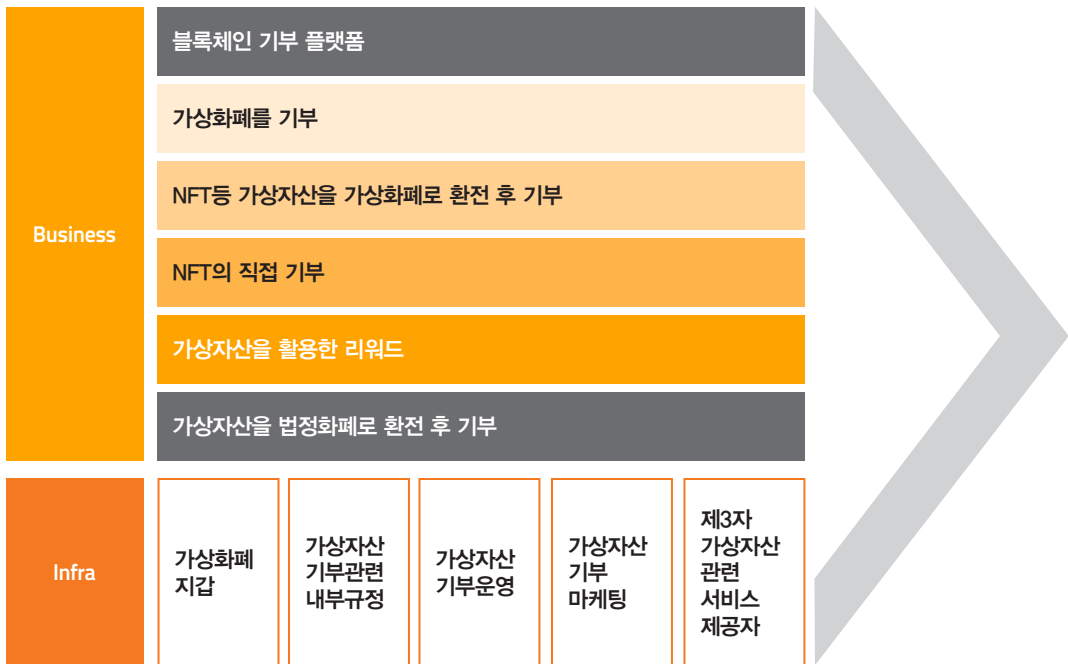 Business
블록체인 기부 플랫폼
가상화폐를 기부
NFT등 가상자산을 가상화폐로 환전 후 기부
NFT의 직접 기부
가상자산을 활용한 리워드
가상자산을 법정화폐로 환전 후 기부
Infra
가상화폐
지갑
가상자산
기부관련
내부규정
가상자산
기부운영
가상자산
기부
마케팅
제3자
가상자산
관련
서비스
제공자